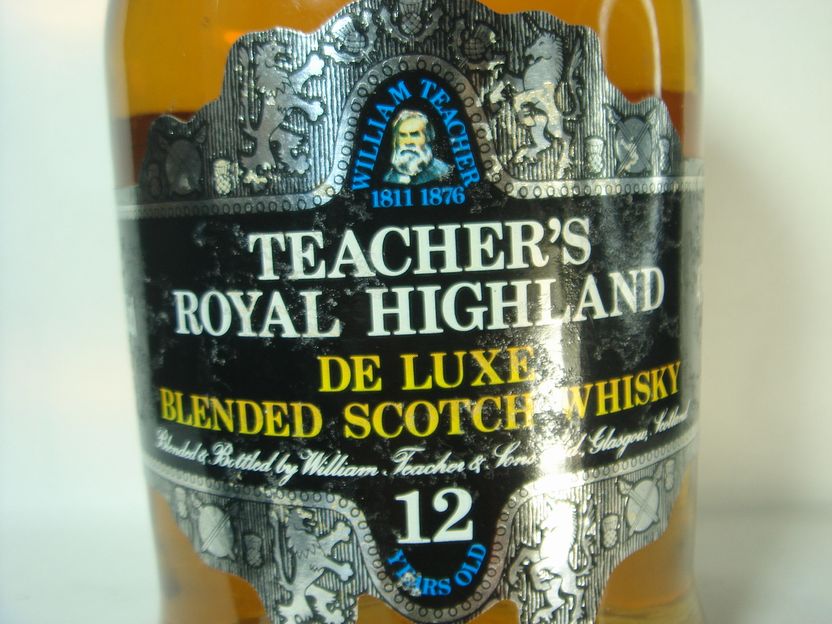 WILLIAM TEACHER
1811 1876
TEACHER'S
ROYAL HIGHLAND
DE LUXE
BLENDED SCOTCH WHISKY
Blended & Bottled by William Teacher & Sons Glasgow, Scotland
12
YEARS OLD